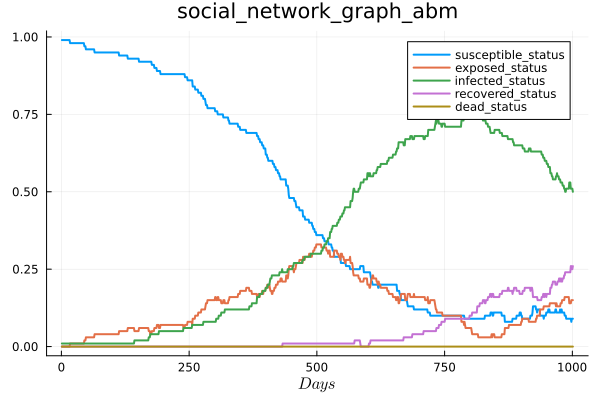 social_network_graph_abm
1.00
0.75
0.50
0.25
0.00
susceptible_status
exposed_status
infected_status
recovered_status
dead_status
0 250 500 750 1000
Days